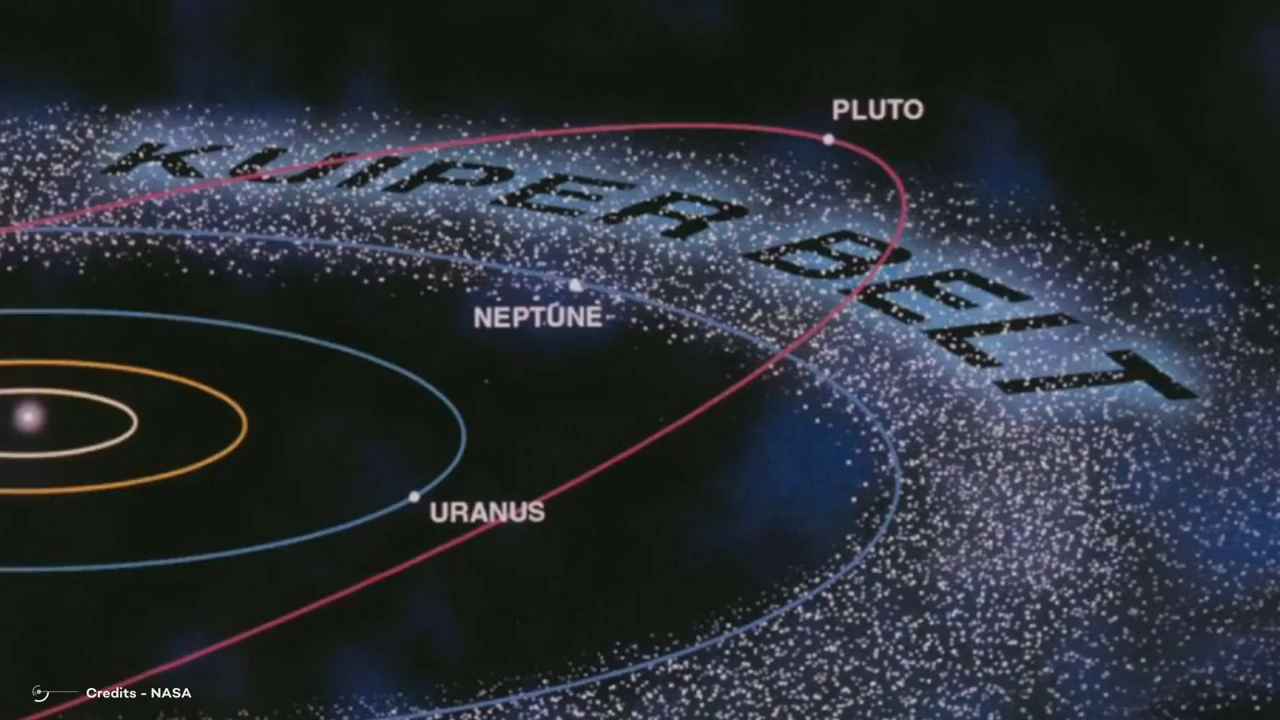 PLUTO
KUIPER BELT
NEPTUNE
URANUS
Credits - NASA